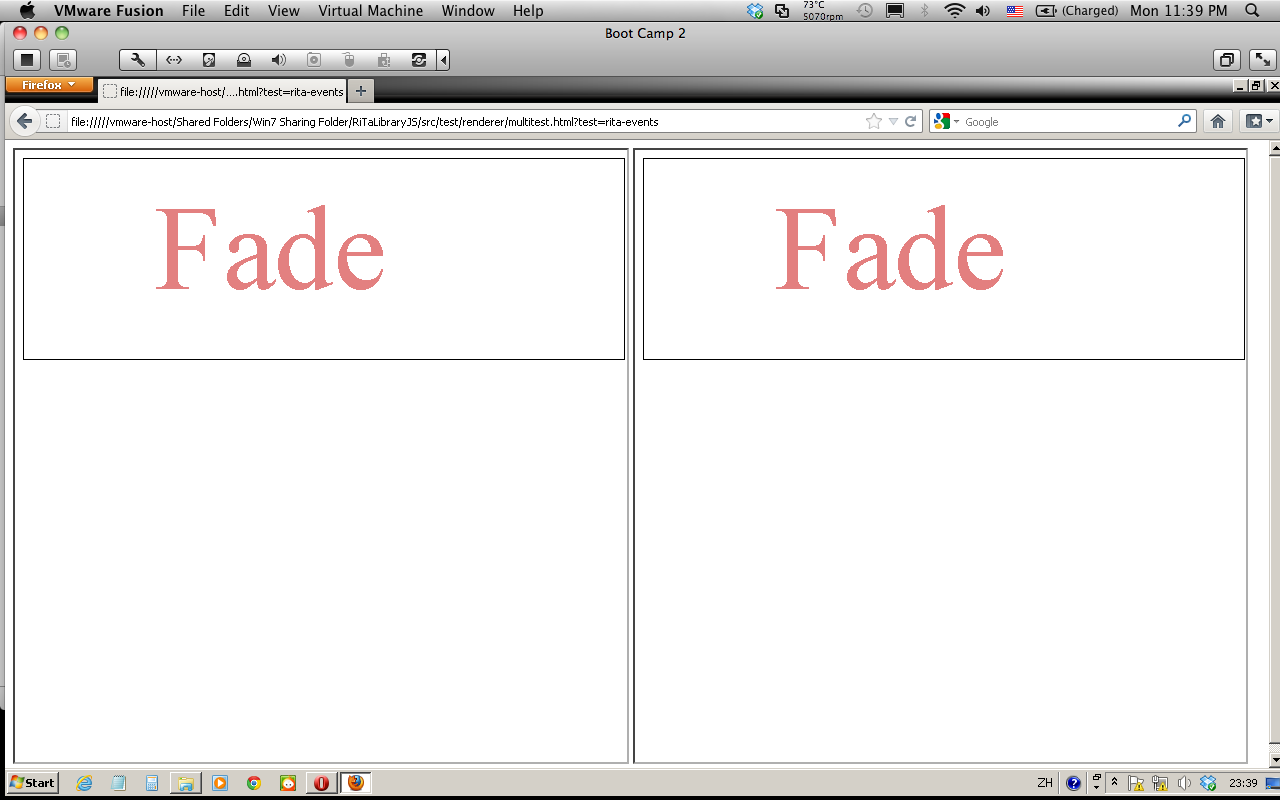 VMware Fusion File Edit View Virtual Machine Window Help 73°C 5070rpm (Charged) Mon 11:39 PM
Boot Camp 2
Firefox
file://///vmware-host/....html?test=rita-events
file://///vmware-host/Shared Folders/Win7 Sharing Folder/RiTaLibraryJS/src/test/renderer/multitest.html?test=rita-events Google
Fade Fade
Start ZH 23:39